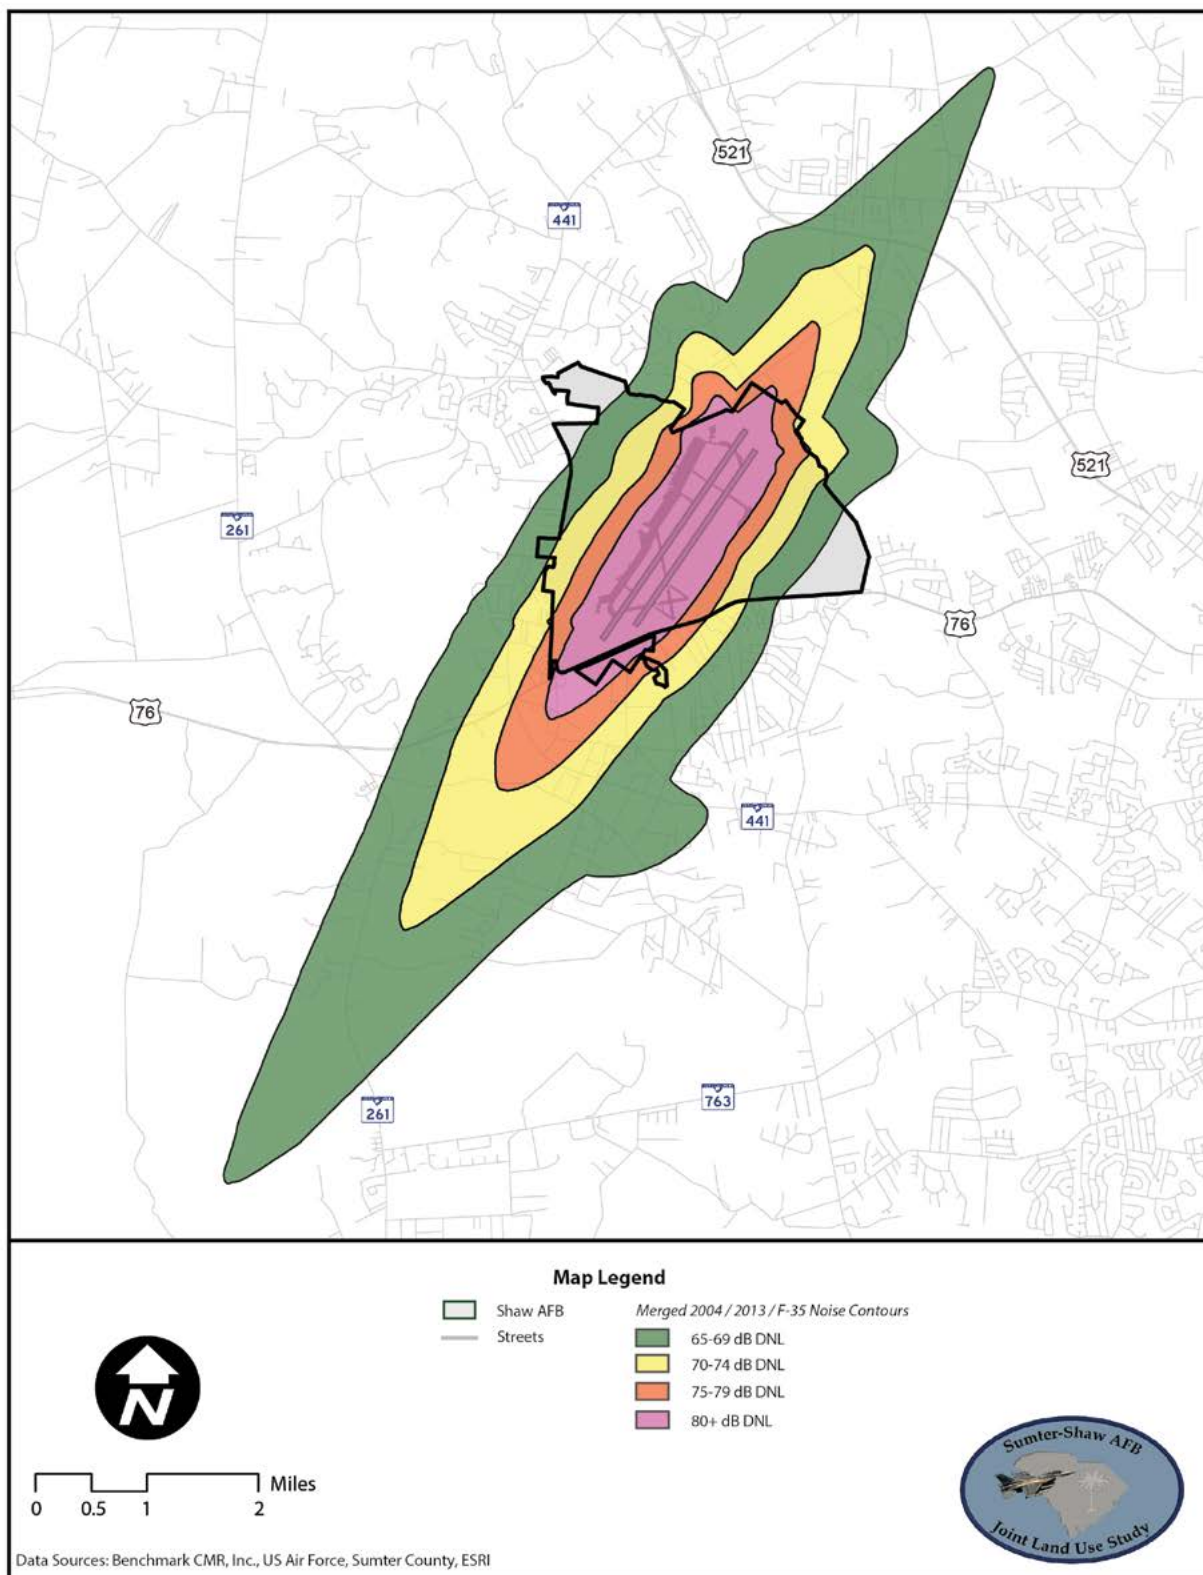 521
441
521
261
76
76
441
261
763
Map Legend
Shaw AFB
Streets
Merged 2004 / 2013 / F-35 Noise Contours
65-69 dB DNL
70-74 dB DNL
75-79 dB DNL
80+ dB DNL
N
Miles
0 0.5 1 2
Sumter-Shaw AFB
Joint Land Use Study
Data Sources: Benchmark CMR, Inc., US Air Force, Sumter County, ESRI